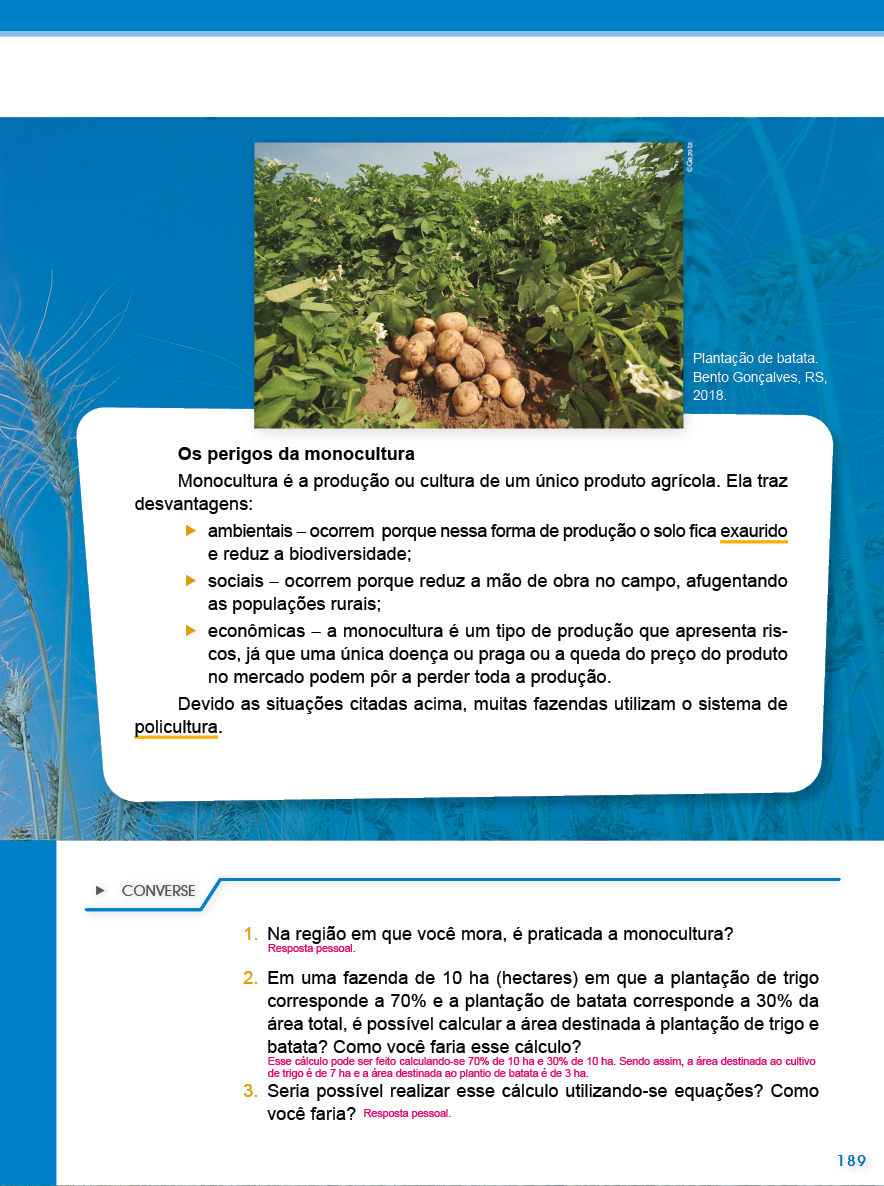 ©Gazota
Plantação de batata.
Bento Gonçalves, RS,
2018.
Os perigos da monocultura
Monocultura é a produção ou cultura de um único produto agrícola. Ela traz
desvantagens:
ambientais – ocorrem porque nessa forma de produção o solo fica exaurido
e reduz a biodiversidade;
sociais – ocorrem porque reduz a mão de obra no campo, afugentando
as populações rurais;
econômicas – a monocultura é um tipo de produção que apresenta ris-
cos, já que uma única doença ou praga ou a queda do preço do produto
no mercado podem pôr a perder toda a produção.
Devido as situações citadas acima, muitas fazendas utilizam o sistema de
policultura.
CONVERSE
1. Na região em que você mora, é praticada a monocultura?
Resposta pessoal.
2. Em uma fazenda de 10 ha (hectares) em que a plantação de trigo
corresponde a 70% e a plantação de batata corresponde a 30% da
área total, é possível calcular a área destinada à plantação de trigo e
batata? Como você faria esse cálculo?
Esse cálculo pode ser feito calculando-se 70% de 10 ha e 30% de 10 ha. Sendo assim, a área destinada ao cultivo
de trigo é de 7 ha e a área destinada ao plantio de batata é de 3 ha.
3. Seria possível realizar esse cálculo utilizando-se equações? Como
você faria? Resposta pessoal.
189